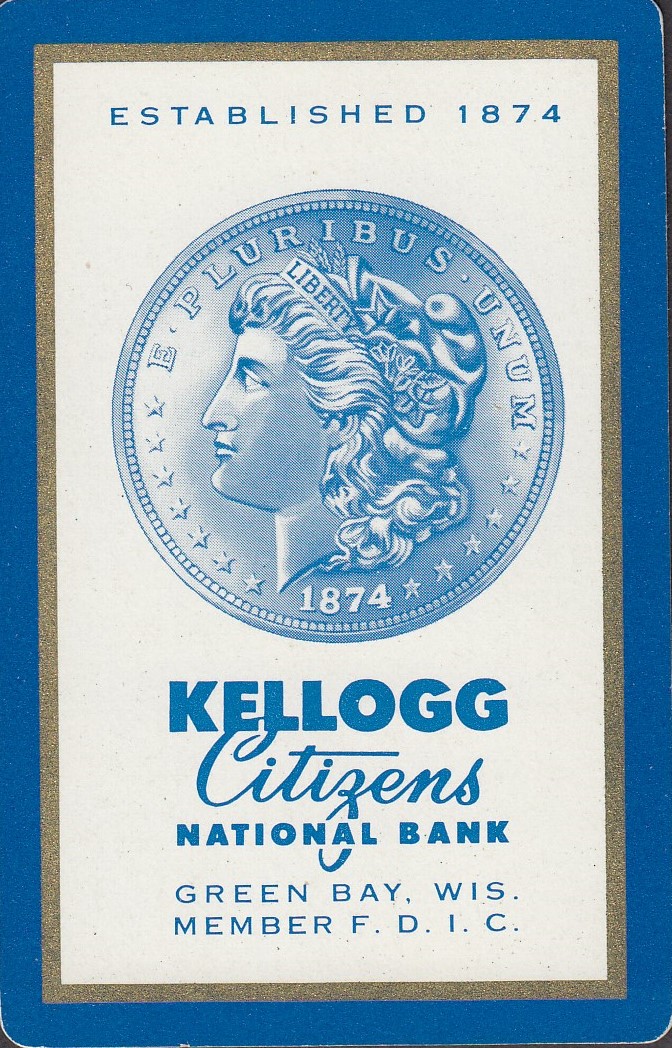 ESTABLISHED 1874
E · PLURIBUS · UNUM
LIBERTY
1874
KELLOGG
Citizens
NATIONAL BANK
GREEN BAY, WIS.
MEMBER F. D. I. C.